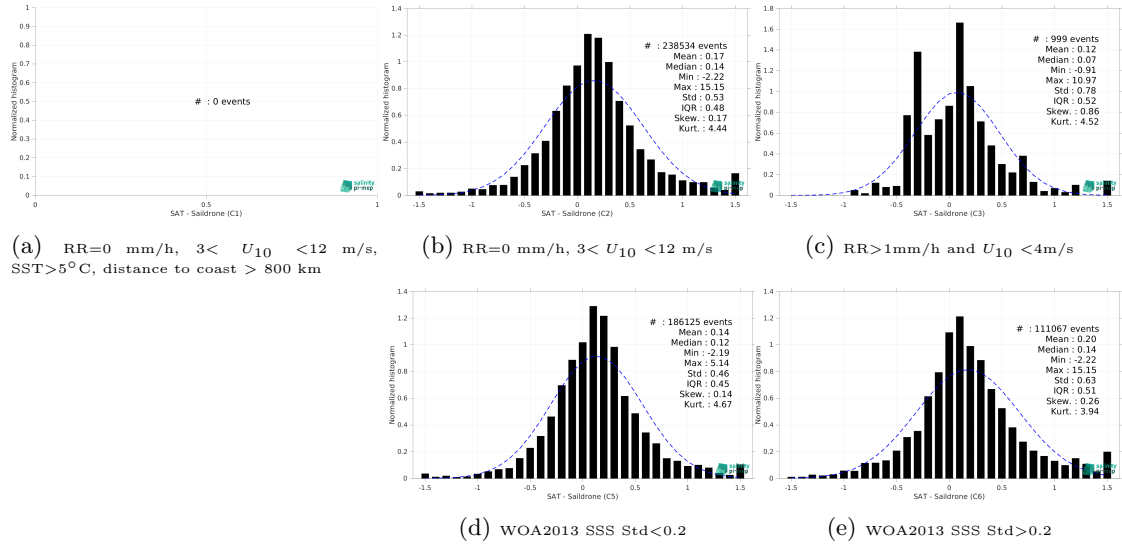 1
0.9
0.8
0.7
0.6
0.5
0.4
0.3
0.2
0.1
0
Normalized histogram
# : 0 events
0 0.5 1
SAT - Saildrone (C1)
salinity
pi-mep
(a) RR=0 mm/h, 3< U10 <12 m/s,
SST>5°C, distance to coast > 800 km
1.4
1.2
1
0.8
0.6
0.4
0.2
0
Normalized histogram
# : 238534 events
Mean : 0.17
Median : 0.14
Min : -2.22
Max : 15.15
Std : 0.53
IQR : 0.48
Skew. : 0.17
Kurt. : 4.44
-1.5 -1 -0.5 0 0.5 1 1.5
SAT - Saildrone (C2)
salinity
pi-mep
(b) RR=0 mm/h, 3< U10 <12 m/s
1.8
1.6
1.4
1.2
1
0.8
0.6
0.4
0.2
0
Normalized histogram
# : 999 events
Mean : 0.12
Median : 0.07
Min : -0.91
Max : 10.97
Std : 0.78
IQR : 0.52
Skew. : 0.86
Kurt. : 4.52
-1.5 -1 -0.5 0 0.5 1 1.5
SAT - Saildrone (C3)
salinity
pi-mep
(c) RR>1mm/h and U10 <4m/s
1.4
1.2
1
0.8
0.6
0.4
0.2
0
Normalized histogram
# : 186125 events
Mean : 0.14
Median : 0.12
Min : -2.19
Max : 5.14
Std : 0.46
IQR : 0.45
Skew. : 0.14
Kurt. : 4.67
-1.5 -1 -0.5 0 0.5 1 1.5
SAT - Saildrone (C5)
salinity
pi-mep
(d) WOA2013 SSS Std<0.2
1.4
1.2
1
0.8
0.6
0.4
0.2
0
Normalized histogram
# : 111067 events
Mean : 0.20
Median : 0.14
Min : -2.22
Max : 15.15
Std : 0.63
IQR : 0.51
Skew. : 0.26
Kurt. : 3.94
-1.5 -1 -0.5 0 0.5 1 1.5
SAT - Saildrone (C6)
salinity
pi-mep
(e) WOA2013 SSS Std>0.2